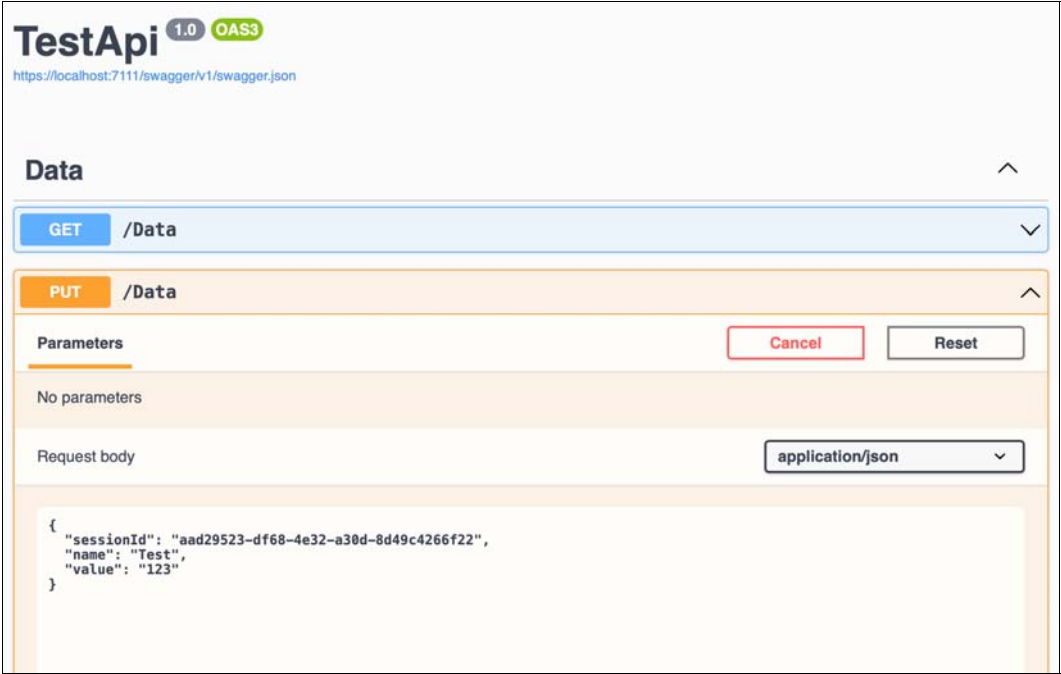 TestApi 1.0 OAS3
https://localhost:7111/swagger/v1/swagger.json
Data
GET /Data
PUT /Data
Parameters Cancel Reset
No parameters
Request body application/json
{
"sessionId": "aad29523-df68-4e32-a30d-8d49c4266f22",
"name": "Test",
"value": "123"
}